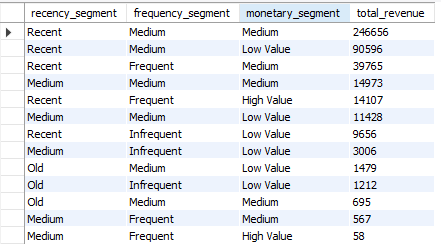 recency_segment frequency_segment monetary_segment total_revenue
Recent Medium Medium 246656
Recent Medium Low Value 90596
Recent Frequent Medium 39765
Medium Medium Medium 14973
Recent Frequent High Value 14107
Medium Medium Low Value 11428
Recent Infrequent Low Value 9656
Medium Infrequent Low Value 3006
Old Medium Low Value 1479
Old Infrequent Low Value 1212
Old Medium Medium 695
Medium Frequent Medium 567
Medium Frequent High Value 58